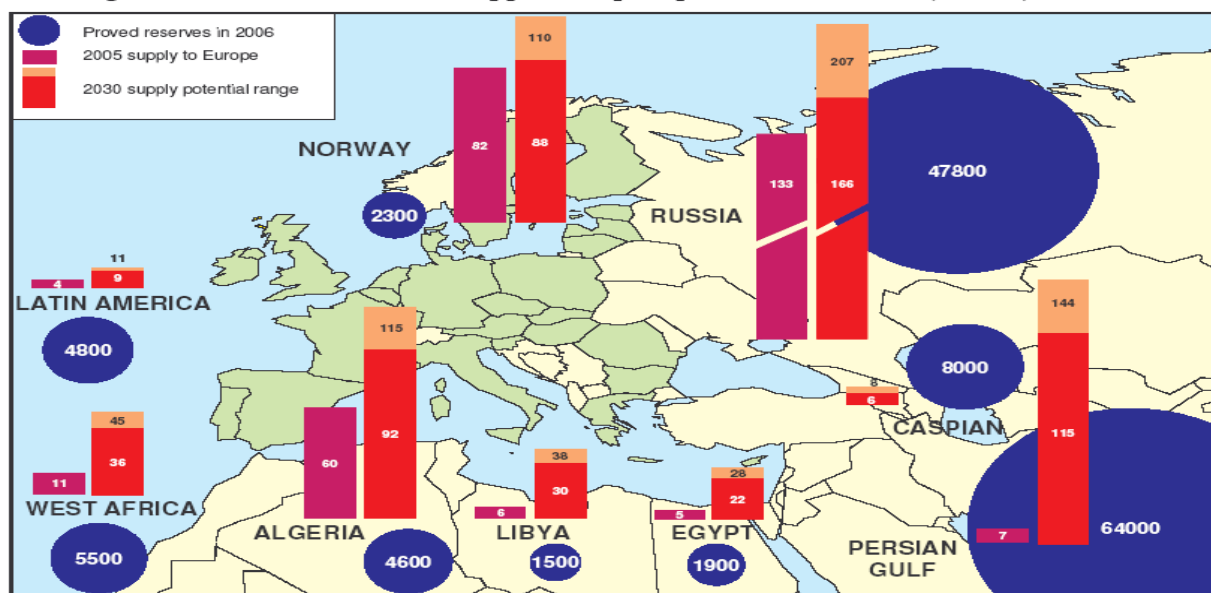 Proved reserves in 2006
2005 supply to Europe
2030 supply potential range
110
207
NORWAY
82
88
133
166
47800
2300
RUSSIA
11
4
9
LATIN AMERICA
144
115
4800
8000
8
6
45
CASPIAN
36
92
115
60
38
11
30
28
22
WEST AFRICA
6
5
ALGERIA
LIBYA
EGYPT
7
64000
PERSIAN
GULF
5500
4600
1500
1900